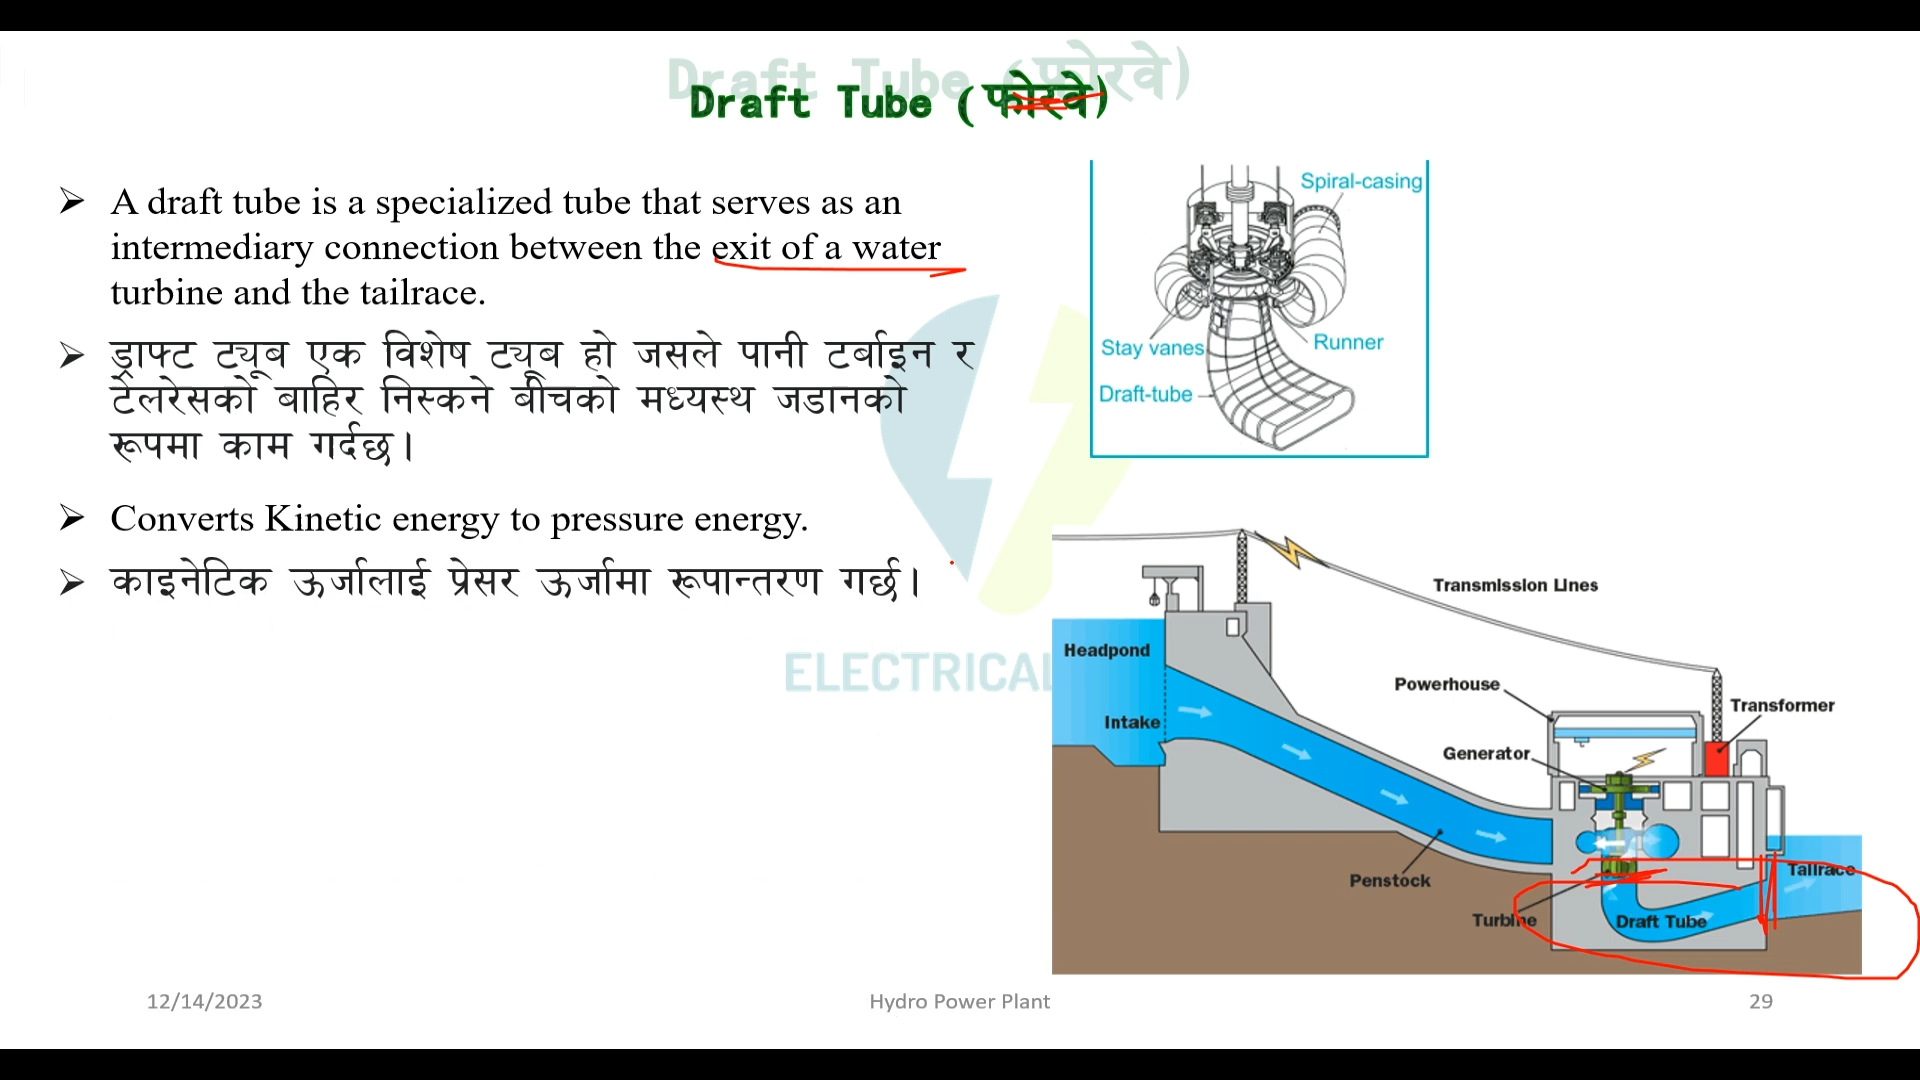 Draft Tube (फोरवे)
Draft Tube (फोरवे)
A draft tube is a specialized tube that serves as an
intermediary connection between the exit of a water
turbine and the tailrace.
ड्राफ्ट ट्यूब एक विशेष ट्यूब हो जसले पानी टर्बाइन र
टेलरेसको बाहिर निस्कने बीचको मध्यस्थ जडानको
रूपमा काम गर्दछ।
Converts Kinetic energy to pressure energy.
काइनेटिक ऊर्जालाई प्रेसर ऊर्जामा रूपान्तरण गर्छ।
ELECTRICAL
Spiral-casing
Stay vanes
Runner
Draft-tube
Transmission Lines
Headpond
Powerhouse
Transformer
Intake
Generator
Penstock
Tailrace
Turbine
Draft Tube
12/14/2023
Hydro Power Plant
29